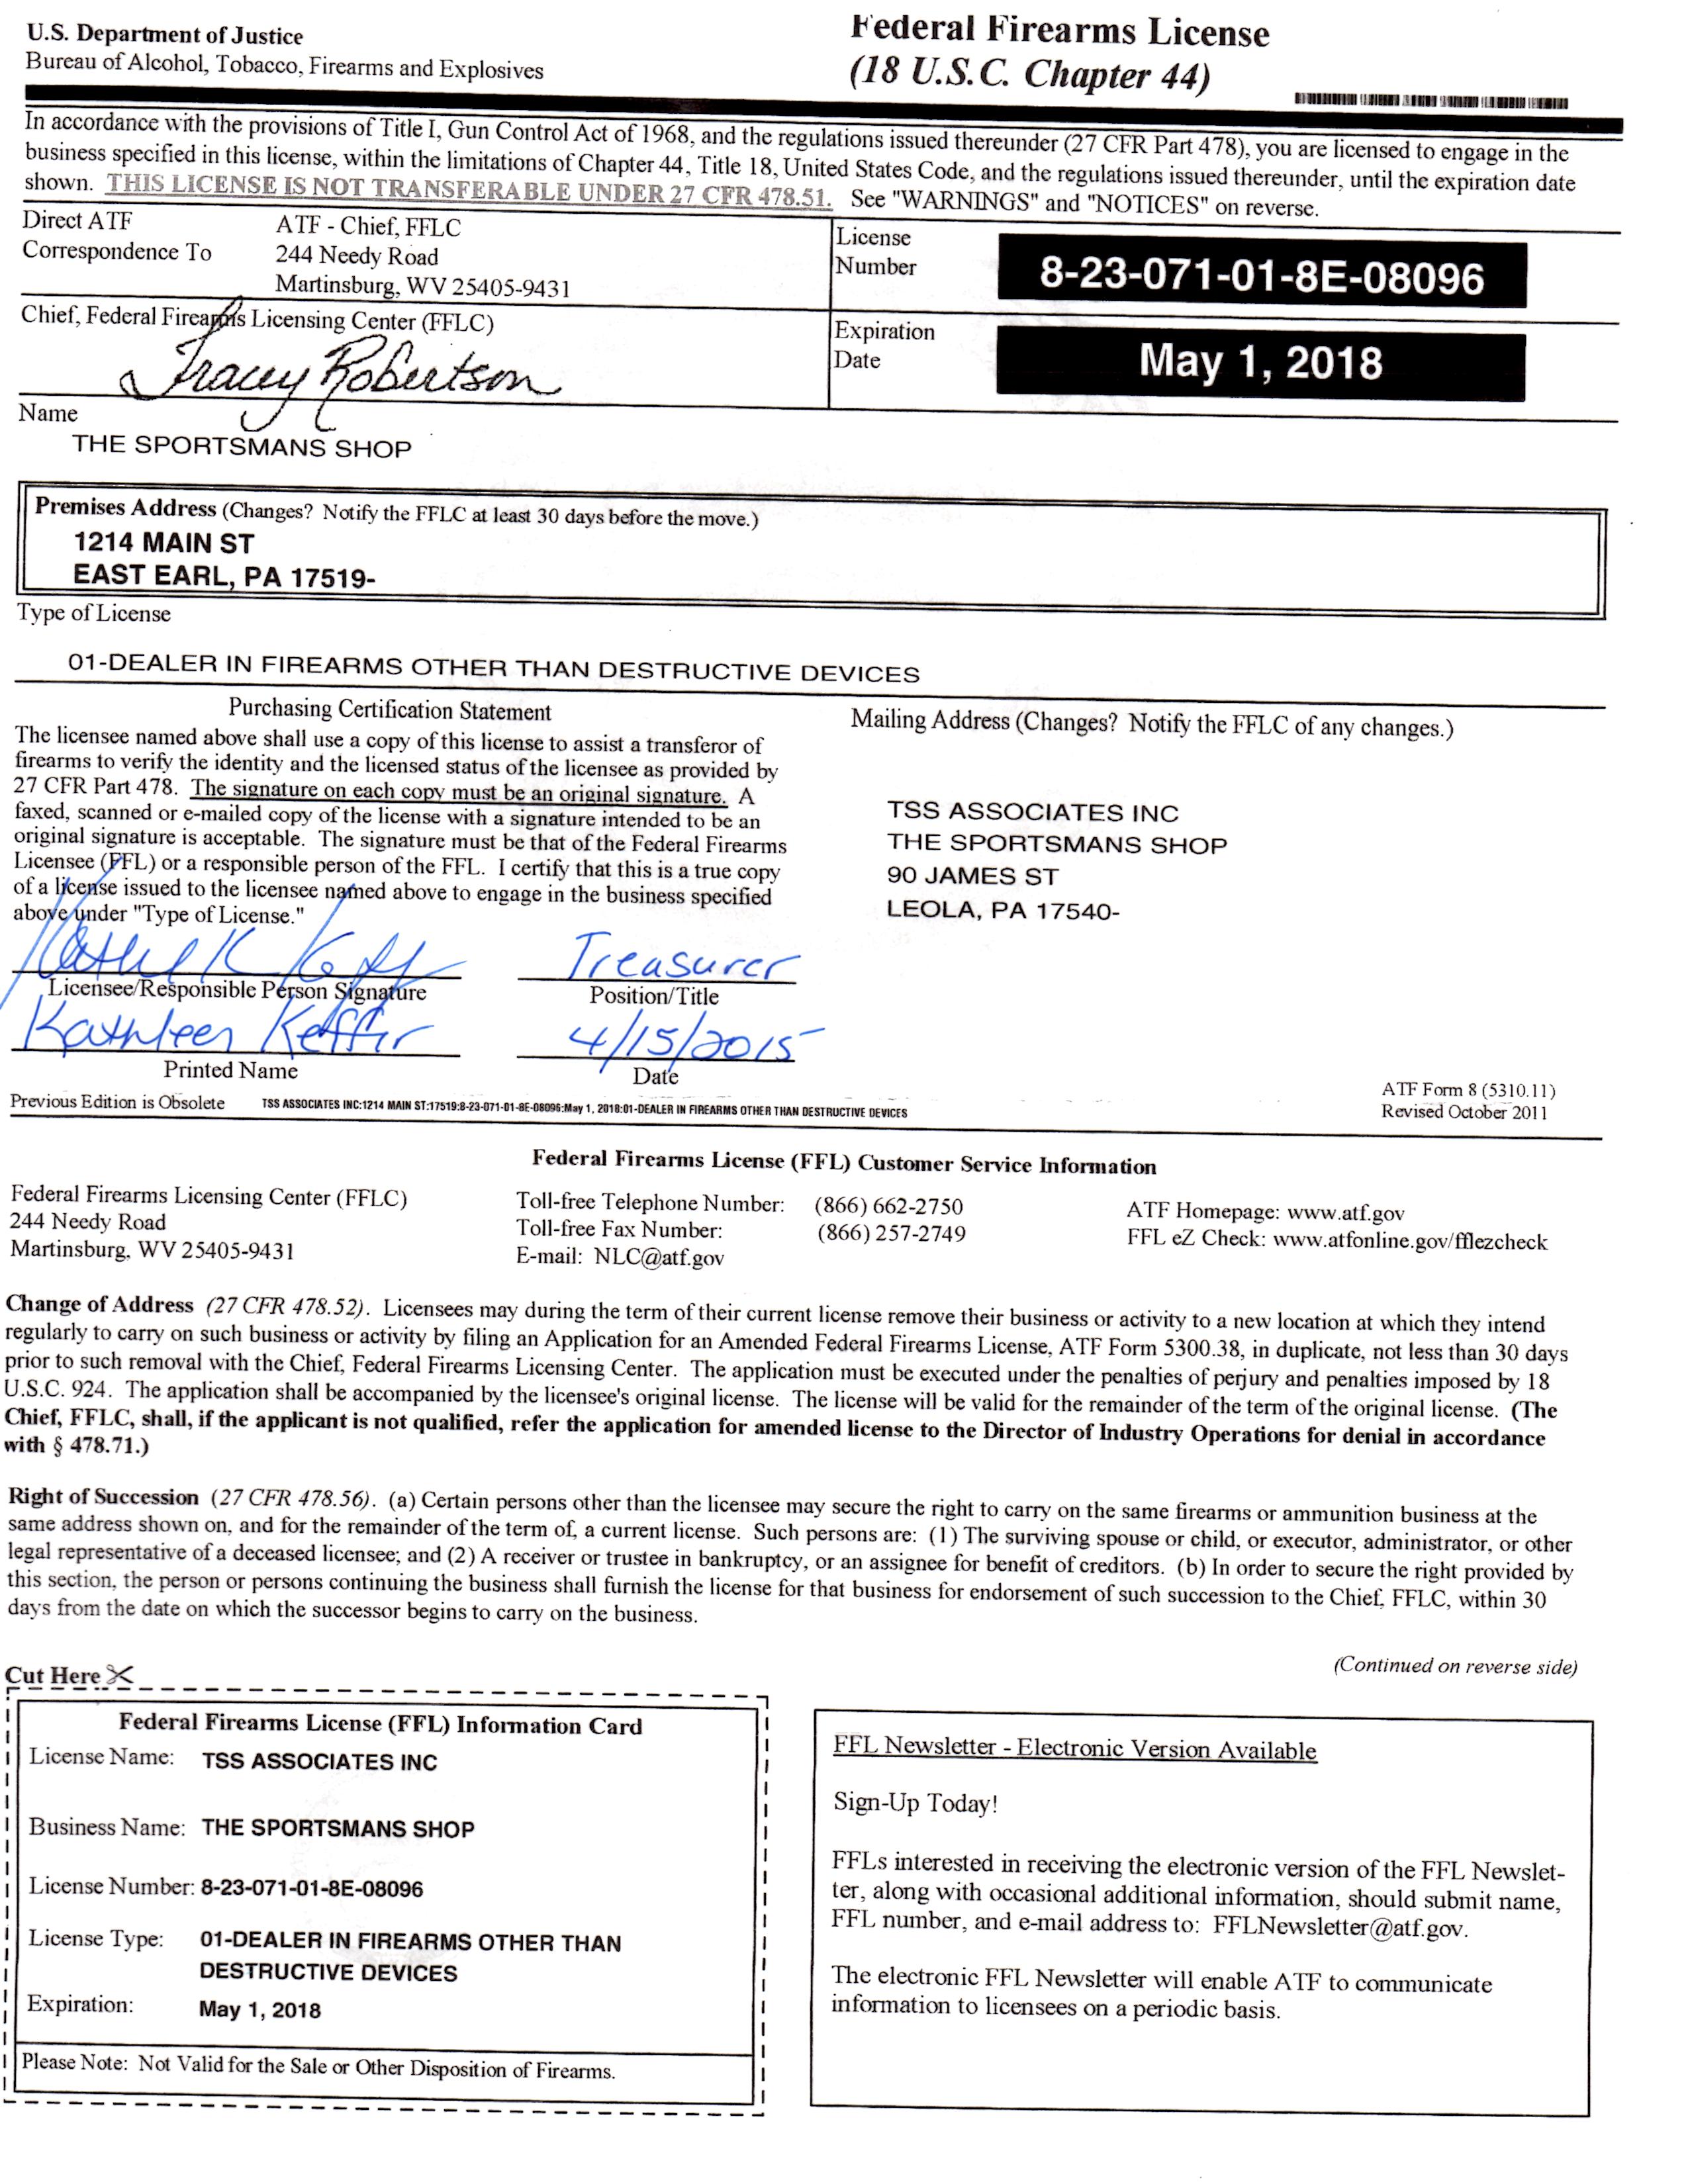 U.S. Department of Justice
Bureau of Alcohol, Tobacco, Firearms and Explosives
Federal Firearms License
(18 U.S.C. Chapter 44)
In accordance with the provisions of Title I, Gun Control Act of 1968, and the regulations issued thereunder (27 CFR Part 478), you are licensed to engage in the
business specified in this license, within the limitations of Chapter 44, Title 18, United States Code, and the regulations issued thereunder, until the expiration date
shown. THIS LICENSE IS NOT TRANSFERABLE UNDER 27 CFR 478.51. See "WARNINGS" and "NOTICES" on reverse.
Direct ATF
Correspondence To
ATF - Chief, FFLC
244 Needy Road
Martinsburg, WV 25405-9431
License
Number
8-23-071-01-8E-08096
Chief, Federal Firearms Licensing Center (FFLC)
Tracey Robertson
Expiration
Date
May 1, 2018
Name
THE SPORTSMANS SHOP
Premises Address (Changes? Notify the FFLC at least 30 days before the move.)
1214 MAIN ST
EAST EARL, PA 17519-
Type of License
01-DEALER IN FIREARMS OTHER THAN DESTRUCTIVE DEVICES
Purchasing Certification Statement
The licensee named above shall use a copy of this license to assist a transferor of
firearms to verify the identity and the licensed status of the licensee as provided by
27 CFR Part 478. The signature on each copy must be an original signature. A
faxed, scanned or e-mailed copy of the license with a signature intended to be an
original signature is acceptable. The signature must be that of the Federal Firearms
Licensee (FFL) or a responsible person of the FFL. I certify that this is a true copy
of a license issued to the licensee named above to engage in the business specified
above under "Type of License."
Mailing Address (Changes? Notify the FFLC of any changes.)
TSS ASSOCIATES INC
THE SPORTSMANS SHOP
90 JAMES ST
LEOLA, PA 17540-
Treasurer
Licensee/Responsible Person Signature
Position/Title
Kathleen Keffir
4/15/2015
Printed Name
Date
Previous Edition is Obsolete
TSS ASSOCIATES INC:1214 MAIN ST:17519:8-23-071-01-8E-08096:May 1, 2018:01-DEALER IN FIREARMS OTHER THAN DESTRUCTIVE DEVICES
ATF Form 8 (5310.11)
Revised October 2011
Federal Firearms License (FFL) Customer Service Information
Federal Firearms Licensing Center (FFLC)
244 Needy Road
Martinsburg, WV 25405-9431
Toll-free Telephone Number: (866) 662-2750
Toll-free Fax Number: (866) 257-2749
E-mail: NLC@atf.gov
ATF Homepage: www.atf.gov
FFL eZ Check: www.atfonline.gov/fflezcheck
Change of Address (27 CFR 478.52). Licensees may during the term of their current license remove their business or activity to a new location at which they intend
regularly to carry on such business or activity by filing an Application for an Amended Federal Firearms License, ATF Form 5300.38, in duplicate, not less than 30 days
prior to such removal with the Chief, Federal Firearms Licensing Center. The application must be executed under the penalties of perjury and penalties imposed by 18
U.S.C. 924. The application shall be accompanied by the licensee's original license. The license will be valid for the remainder of the term of the original license. (The
Chief, FFLC, shall, if the applicant is not qualified, refer the application for amended license to the Director of Industry Operations for denial in accordance
with § 478.71.)
Right of Succession (27 CFR 478.56). (a) Certain persons other than the licensee may secure the right to carry on the same firearms or ammunition business at the
same address shown on, and for the remainder of the term of, a current license. Such persons are: (1) The surviving spouse or child, or executor, administrator, or other
legal representative of a deceased licensee; and (2) A receiver or trustee in bankruptcy, or an assignee for benefit of creditors. (b) In order to secure the right provided by
this section, the person or persons continuing the business shall furnish the license for that business for endorsement of such succession to the Chief, FFLC, within 30
days from the date on which the successor begins to carry on the business.
(Continued on reverse side)
Cut Here
Federal Firearms License (FFL) Information Card
License Name: TSS ASSOCIATES INC
Business Name: THE SPORTSMANS SHOP
License Number: 8-23-071-01-8E-08096
License Type: 01-DEALER IN FIREARMS OTHER THAN
DESTRUCTIVE DEVICES
Expiration: May 1, 2018
Please Note: Not Valid for the Sale or Other Disposition of Firearms.
FFL Newsletter - Electronic Version Available
Sign-Up Today!
FFLs interested in receiving the electronic version of the FFL Newslet-
ter, along with occasional additional information, should submit name,
FFL number, and e-mail address to: FFLNewsletter@atf.gov.
The electronic FFL Newsletter will enable ATF to communicate
information to licensees on a periodic basis.